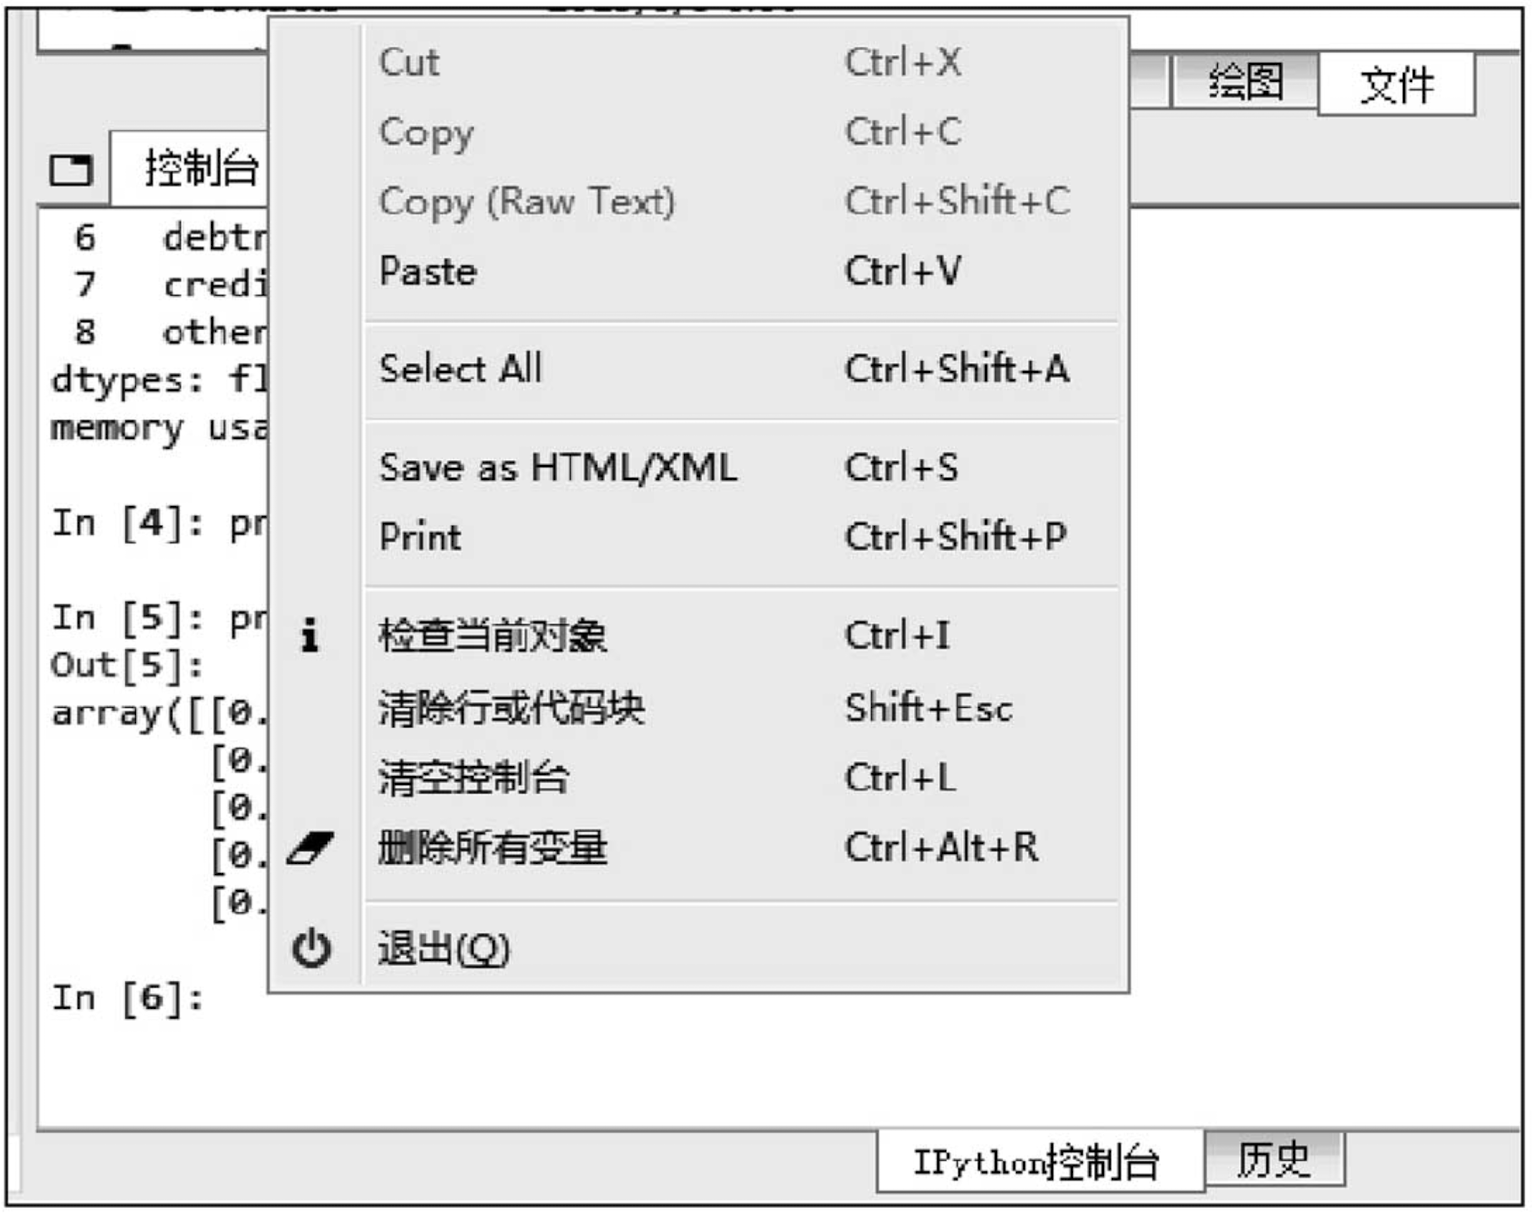 Cut Ctrl+X
Copy Ctrl+C
Copy (Raw Text) Ctrl+Shift+C
Paste Ctrl+V
Select All Ctrl+Shift+A
Save as HTML/XML Ctrl+S
Print Ctrl+Shift+P
检查当前对象 Ctrl+I
清除行或代码块 Shift+Esc
清空控制台 Ctrl+L
删除所有变量 Ctrl+Alt+R
退出(Q)
绘图 文件
控制台
6 debtr
7 credi
8 other
dtypes: fl
memory usa
In [4]: pr
In [5]: pr
Out[5]:
array([[0.
[0.
[0.
[0.
[0.
In [6]:
IPython控制台 历史